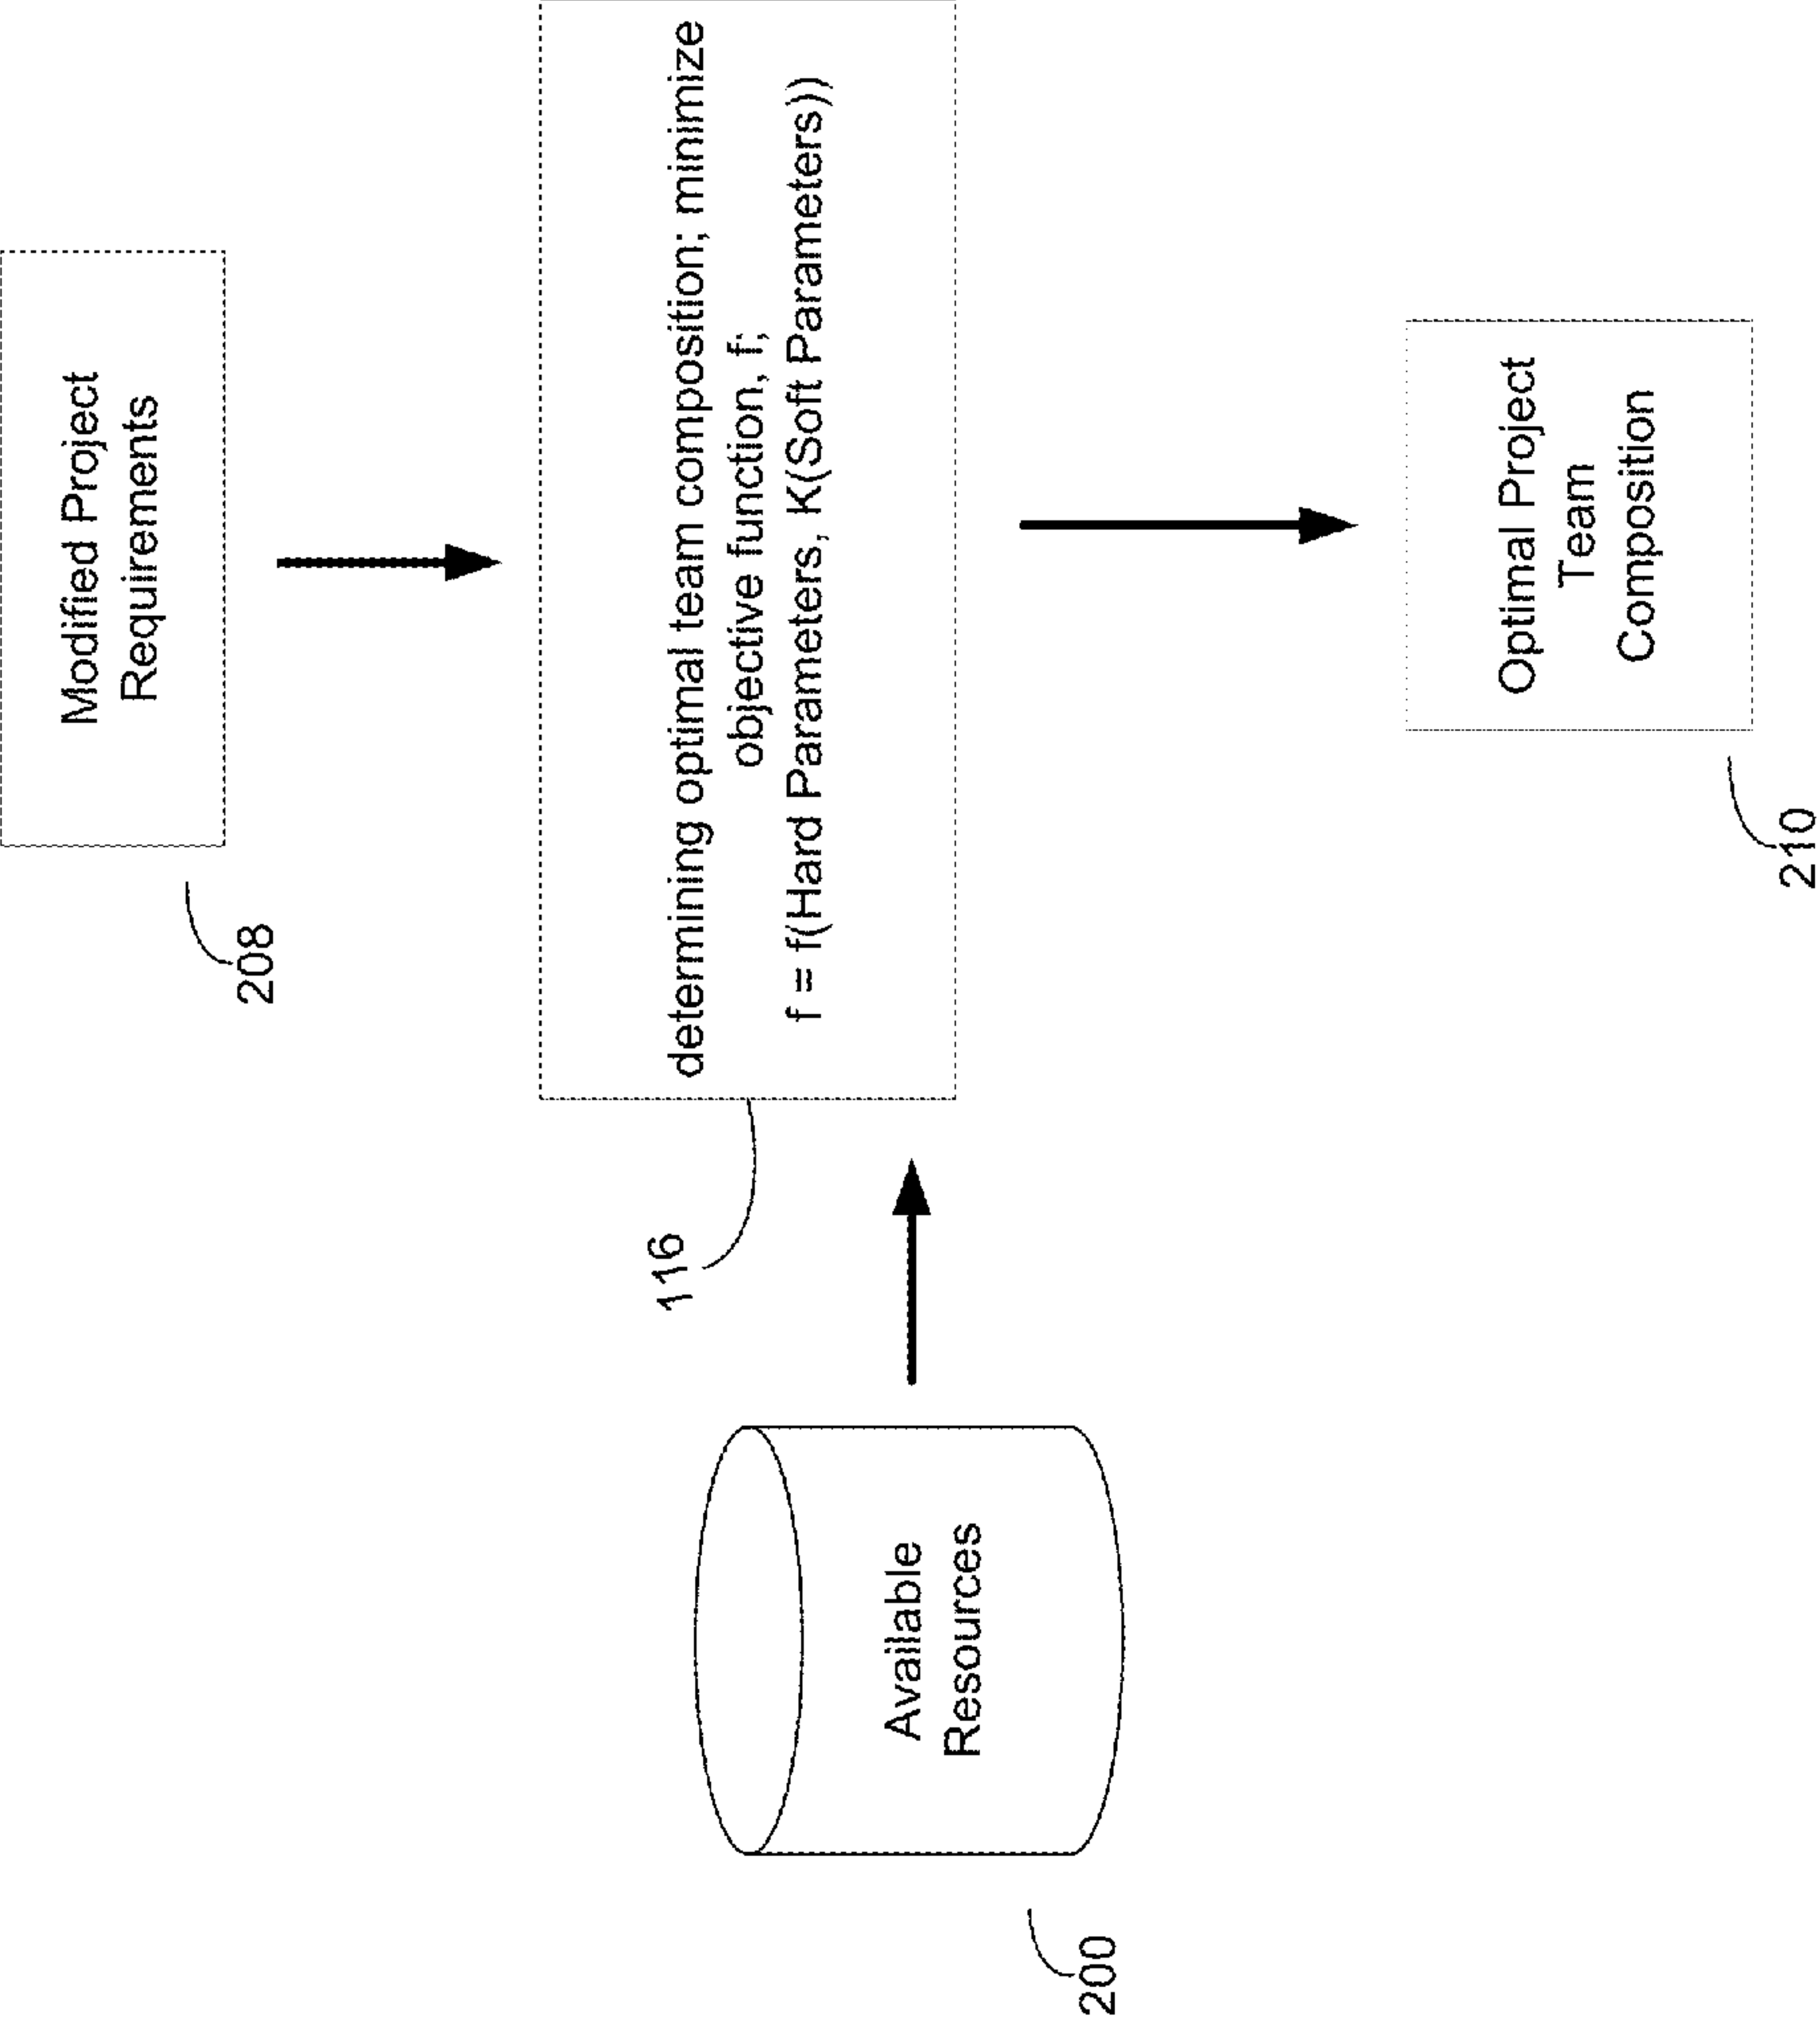 Modified Project
Requirements
208
116
determining optimal team composition; minimize
objective function, f;
f = f(Hard Parameters, K(Soft Parameters))
Available
Resources
200
Optimal Project
Team
Composition
210